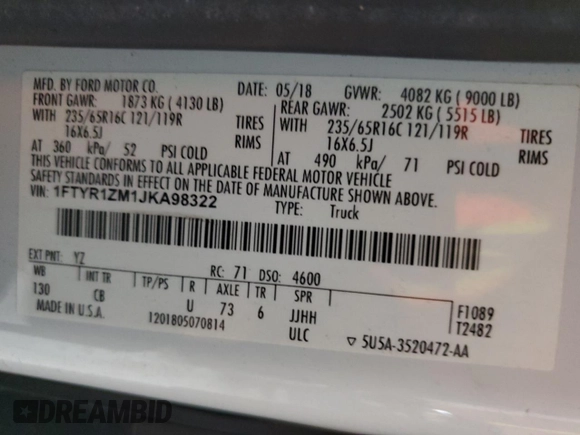 MFD. BY FORD MOTOR CO. DATE: 05/18 GVWR: 4082 KG ( 9000 LB)
FRONT GAWR: 1873 KG ( 4130 LB) REAR GAWR: 2502 KG ( 5515 LB)
WITH 235/65R16C 121/119R TIRES WITH 235/65R16C 121/119R TIRES
16X6.5J RIMS 16X6.5J RIMS
AT 360 kPa/ 52 PSI COLD AT 490 kPa/ 71 PSI COLD
THIS VEHICLE CONFORMS TO ALL APPLICABLE FEDERAL MOTOR VEHICLE
SAFETY STANDARDS IN EFFECT ON THE DATE OF MANUFACTURE SHOWN ABOVE.
VIN: 1FTYR1ZM1JKA98322 TYPE: Truck
EXT PNT: YZ RC: 71 DSO: 4600
WB INT TR TP/PS R AXLE TR SPR F1089
130 CB U 73 6 JJHH T2482
MADE IN U.S.A. 1201805070814 ULC ▽ 5U5A-3520472-AA
DREAMBID